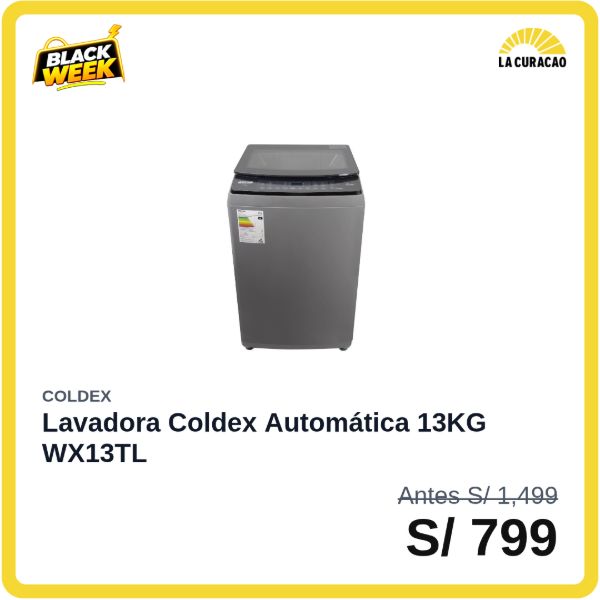 BLACK
WEEK
LA CURACAO
COLDEX
Lavadora Coldex Automática 13KG
WX13TL
Antes S/ 1,499
S/ 799